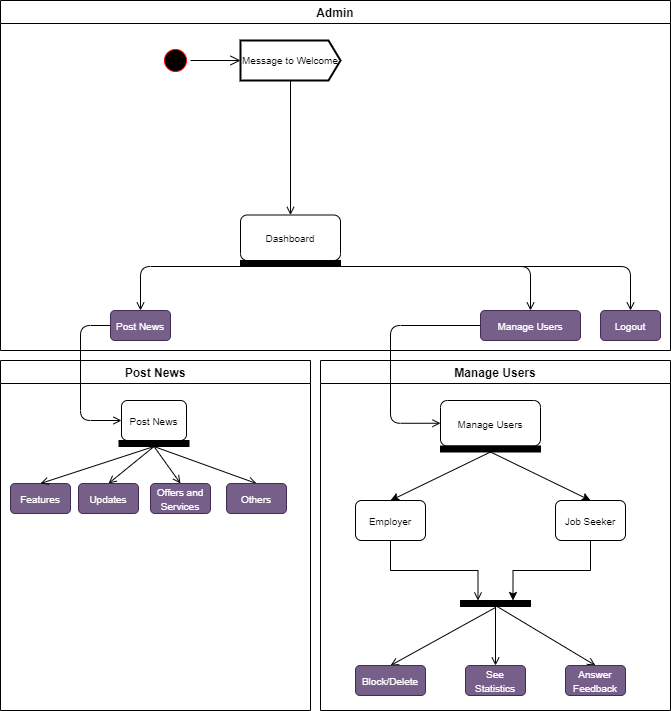 Admin
Message to Welcome
Dashboard
Post News
Manage Users
Logout
Post News
Manage Users
Post News
Manage Users
Features
Updates
Offers and
Services
Others
Employer
Job Seeker
Block/Delete
See
Statistics
Answer
Feedback